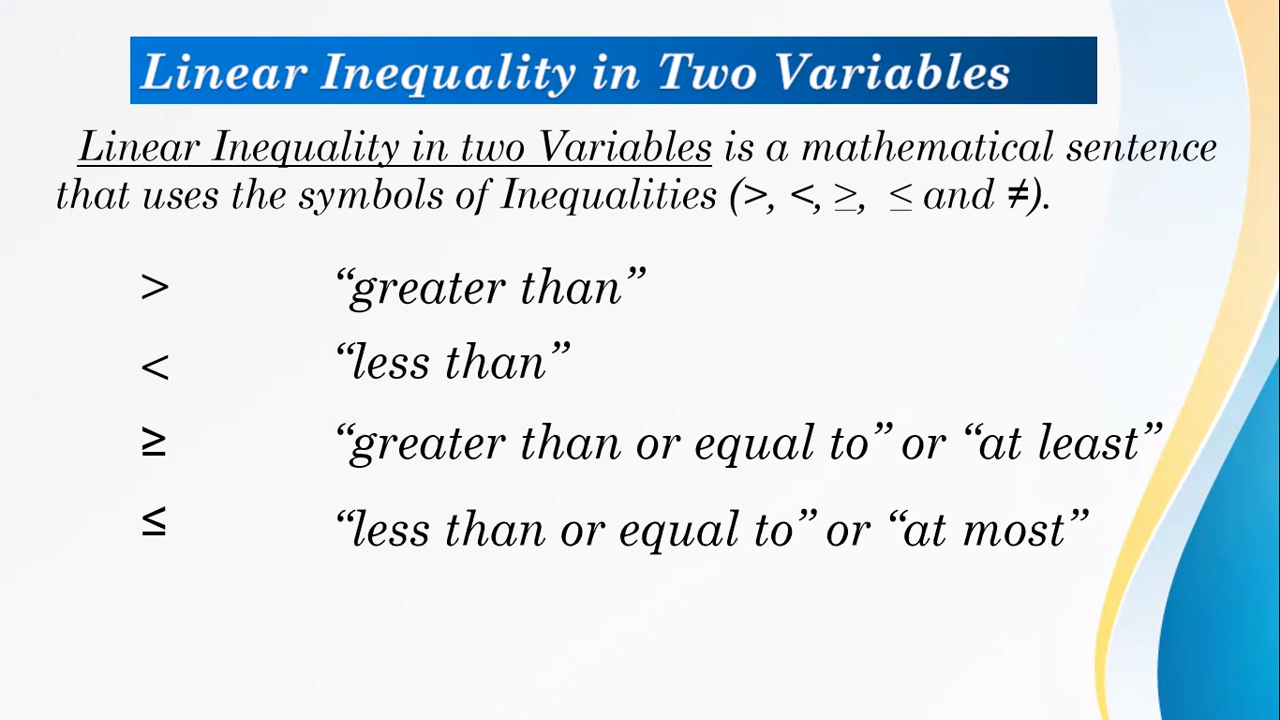 Linear Inequality in Two Variables
Linear Inequality in two Variables is a mathematical sentence
that uses the symbols of Inequalities (>, <, ≥, ≤ and ≠).
> “greater than”
< “less than”
≥ “greater than or equal to” or “at least”
≤ “less than or equal to” or “at most”